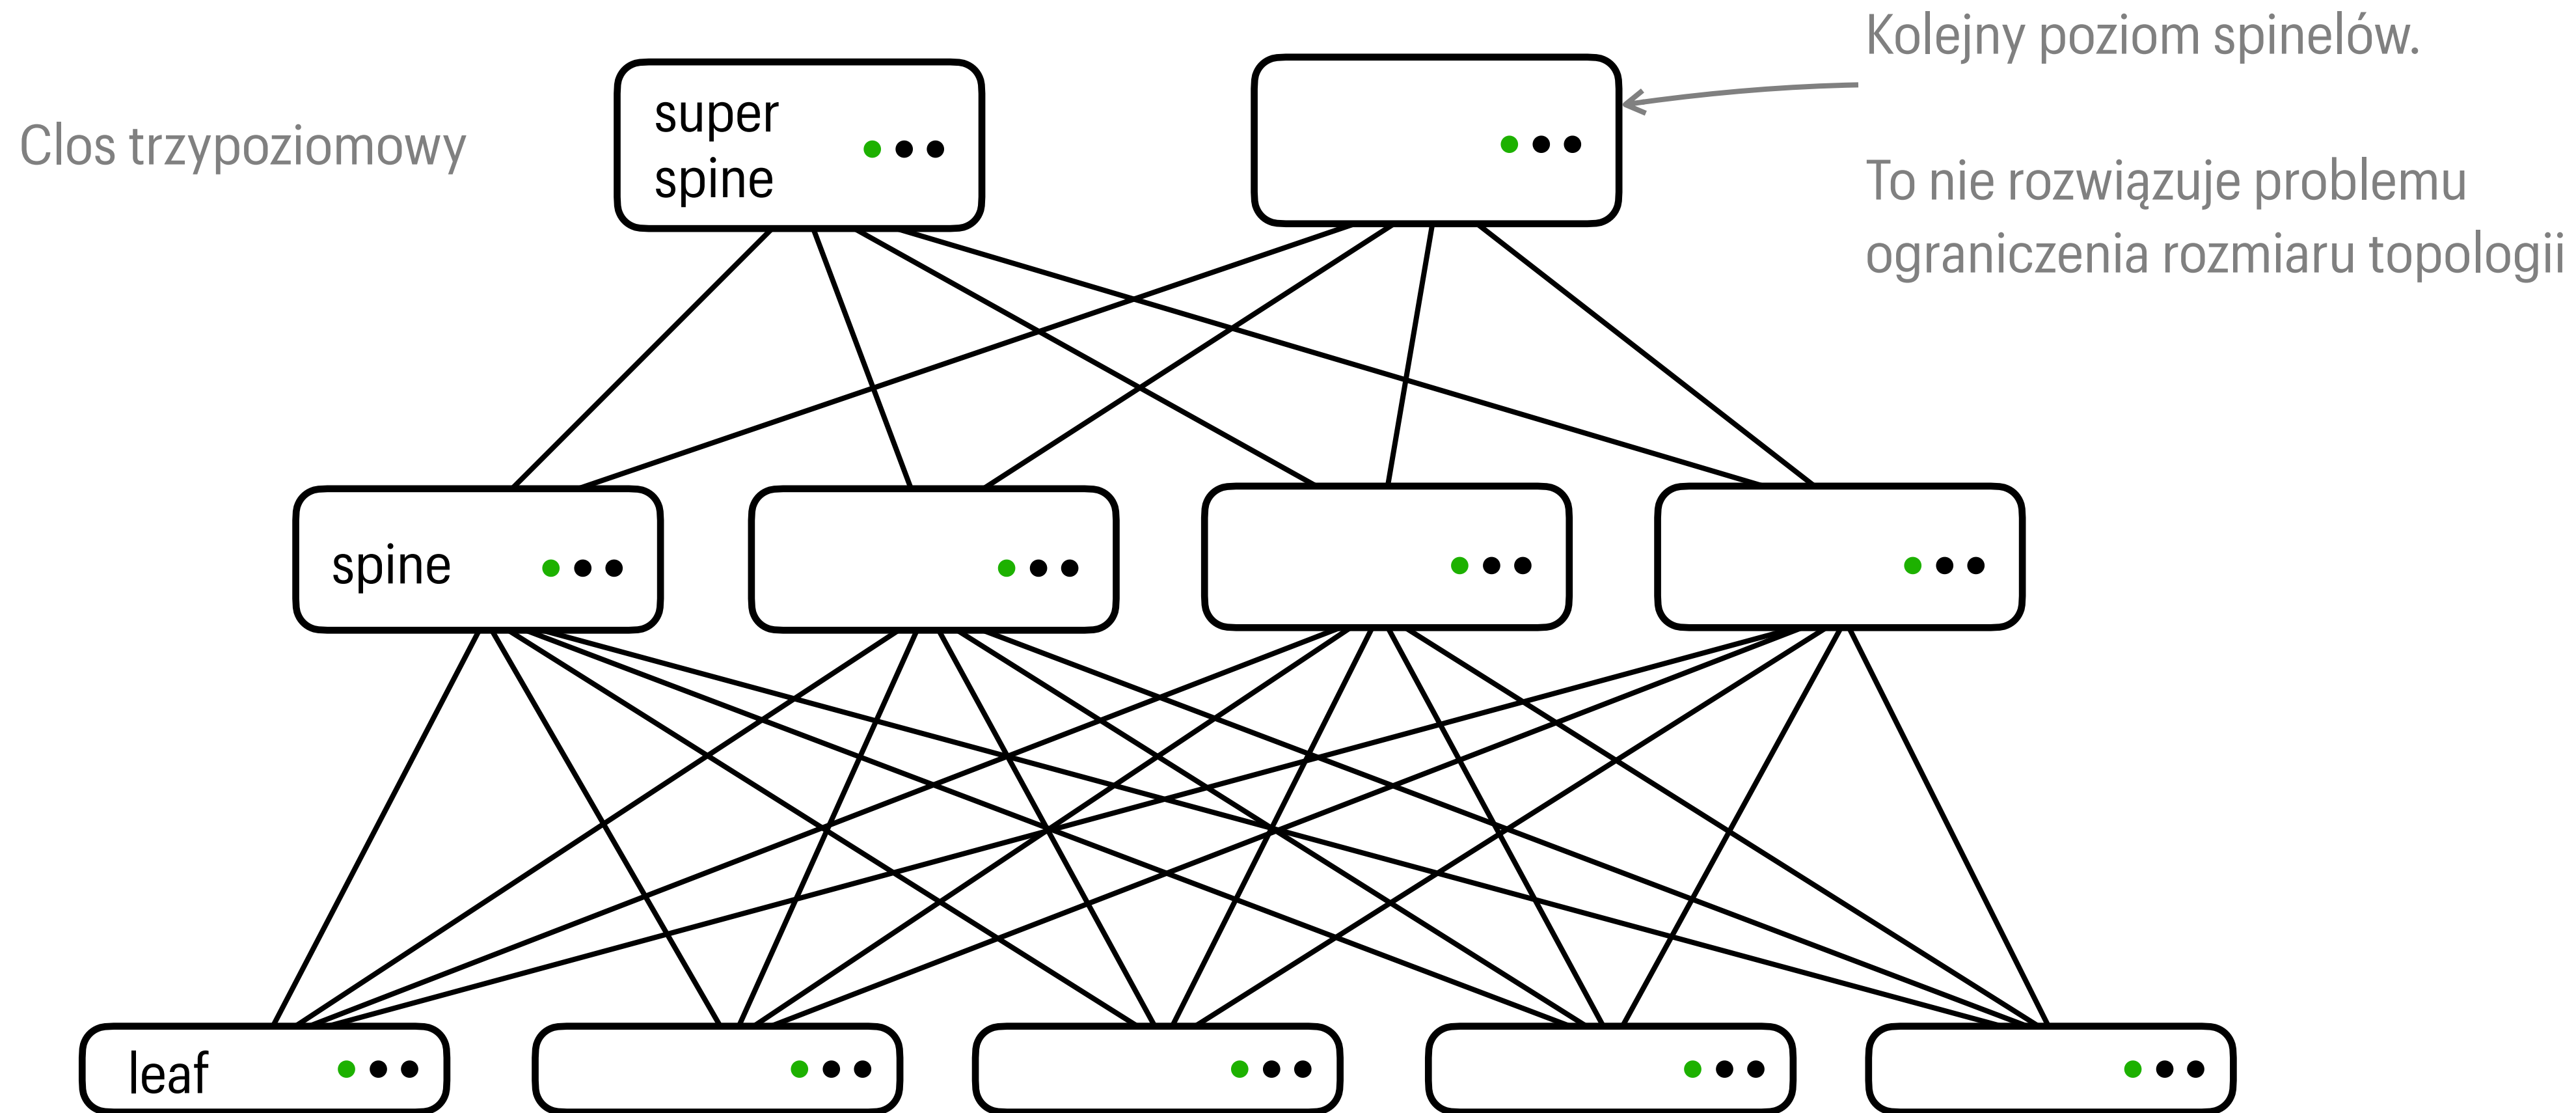 Clos trzypoziomowy
super
spine
Kolejny poziom spinelów.
To nie rozwiązuje problemu
ograniczenia rozmiaru topologii
spine
leaf